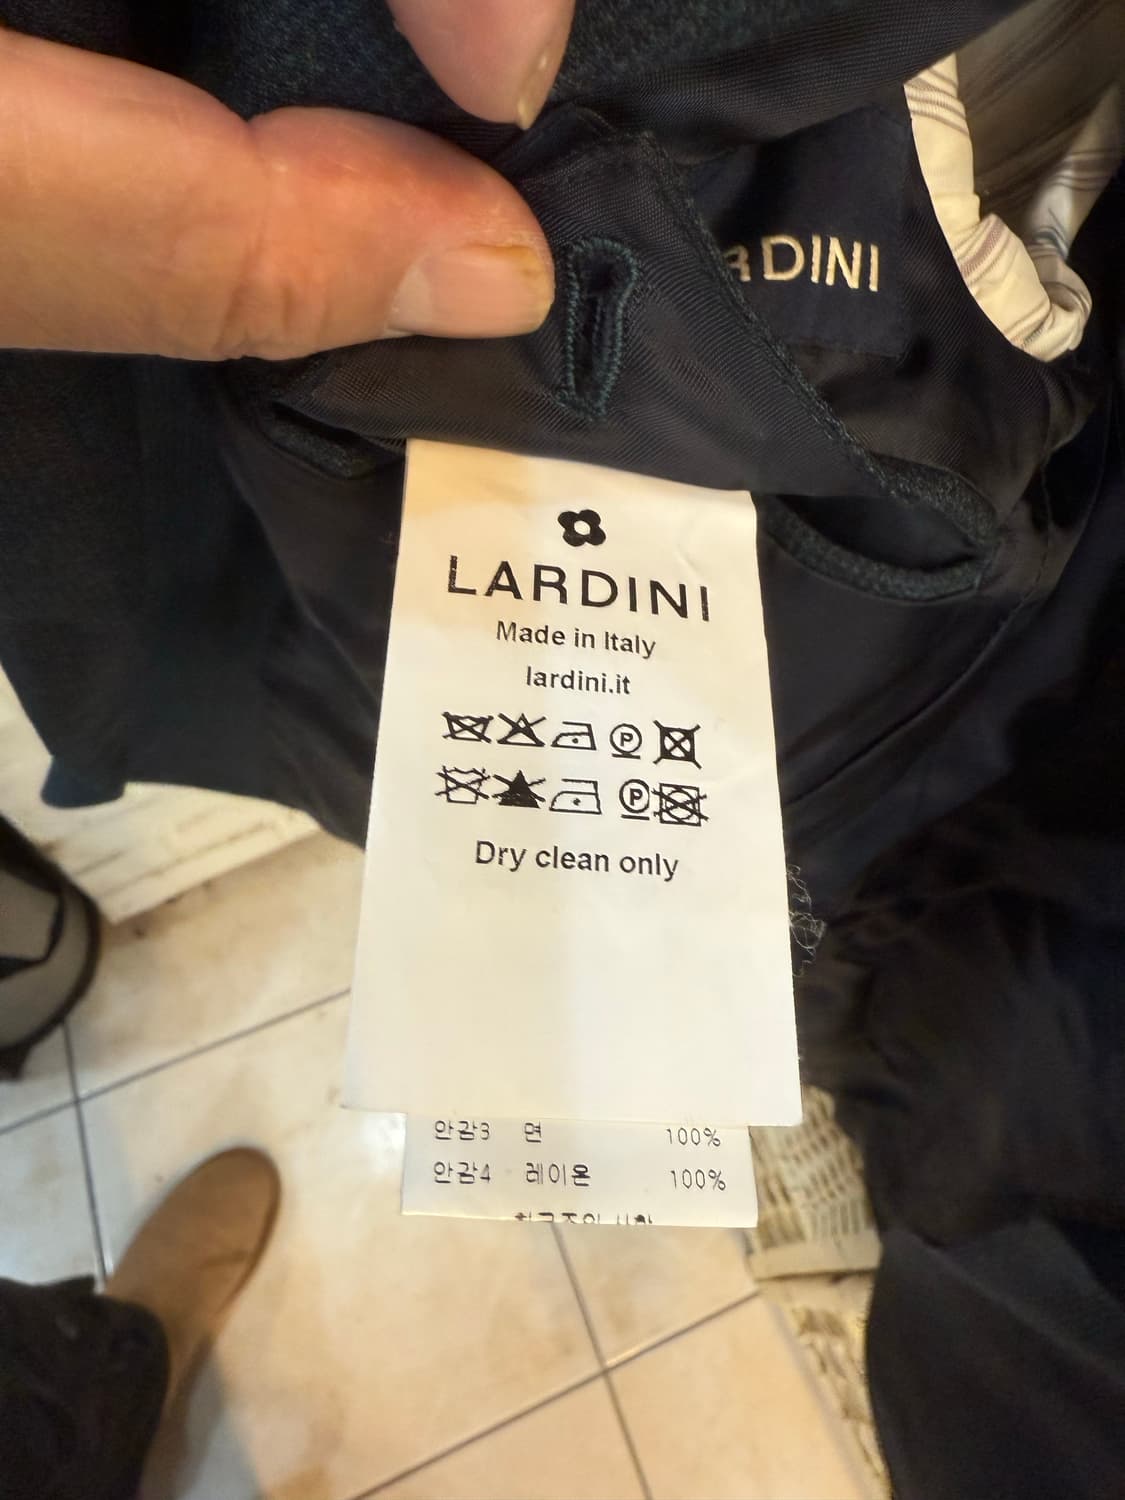 RDINI
LARDINI
Made in Italy
lardini.it
P
P
Dry clean only
안감3 면 100%
안감4 레이온 100%